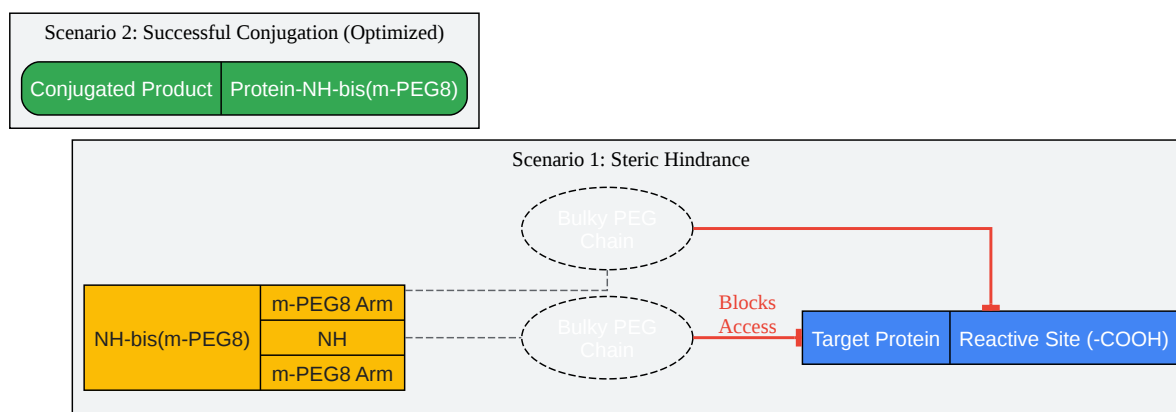 Scenario 2: Successful Conjugation (Optimized)
Conjugated Product
Protein-NH-bis(m-PEG8)
Scenario 1: Steric Hindrance
Bulky PEG
Chain
NH-bis(m-PEG8)
m-PEG8 Arm
NH
m-PEG8 Arm
Bulky PEG
Chain
Blocks
Access
Target Protein
Reactive Site (-COOH)